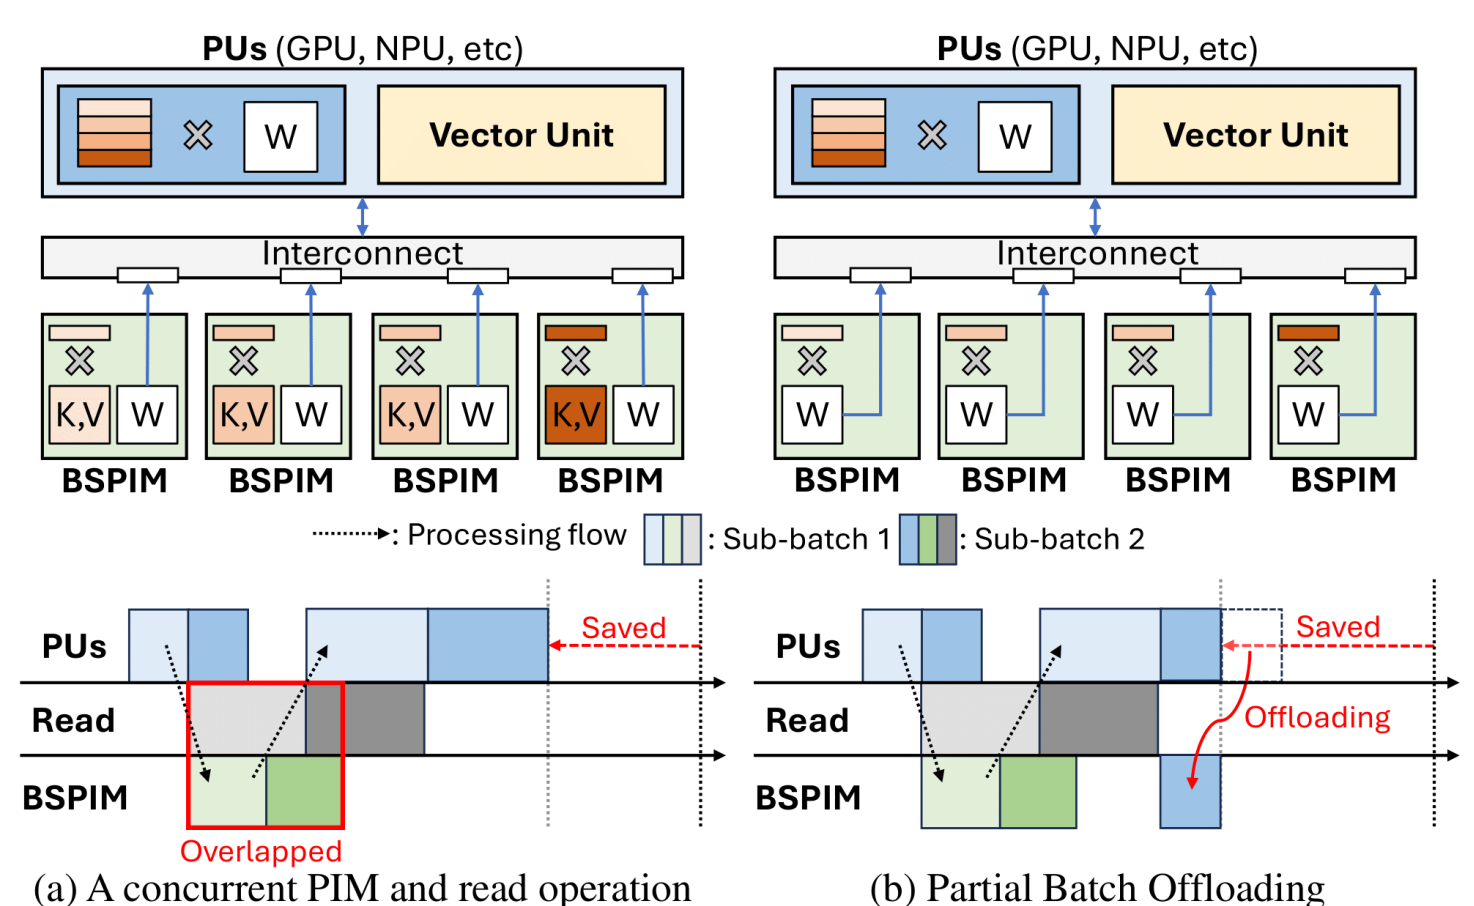 PUs (GPU, NPU, etc)
W
Vector Unit
Interconnect
K,V W
K,V W
K,V W
K,V W
BSPIM BSPIM BSPIM BSPIM
PUs (GPU, NPU, etc)
W
Vector Unit
Interconnect
W W W W
BSPIM BSPIM BSPIM BSPIM
: Processing flow : Sub-batch 1 : Sub-batch 2
PUs
Saved
Read
BSPIM
Overlapped
(a) A concurrent PIM and read operation
PUs
Saved
Read
Offloading
BSPIM
(b) Partial Batch Offloading